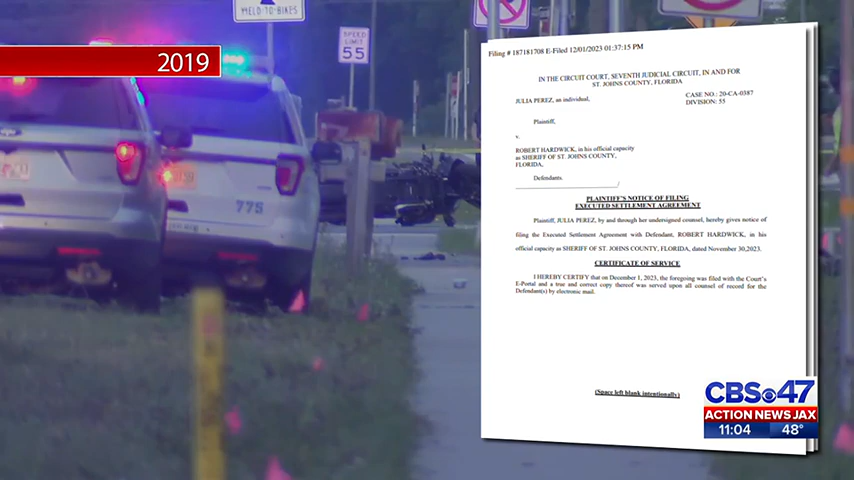 2019
YIELD TO BIKES
SPEED
LIMIT
55
775
Filing # 187181708 E-Filed 12/01/2023 01:37:15 PM
IN THE CIRCUIT COURT, SEVENTH JUDICIAL CIRCUIT, IN AND FOR
ST. JOHNS COUNTY, FLORIDA
CASE NO.: 20-CA-0387
DIVISION: 55
JULIA PEREZ, an individual,
Plaintiff,
v.
ROBERT HARDWICK, in his official capacity
as SHERIFF OF ST. JOHNS COUNTY,
FLORIDA,
Defendants.
PLAINTIFF'S NOTICE OF FILING
EXECUTED SETTLEMENT AGREEMENT
Plaintiff, JULIA PEREZ, by and through her undersigned counsel, hereby gives notice of
filing the Executed Settlement Agreement with Defendant, ROBERT HARDWICK, in his
official capacity as SHERIFF OF ST. JOHNS COUNTY, FLORIDA, dated November 30,2023.
CERTIFICATE OF SERVICE
I HEREBY CERTIFY that on December 1, 2023, the foregoing was filed with the Court's
E-Portal and a true and correct copy thereof was served upon all counsel of record for the
Defendant(s) by electronic mail.
(Space left blank intentionally)
CBS 47
ACTION NEWS JAX
11:04 48°